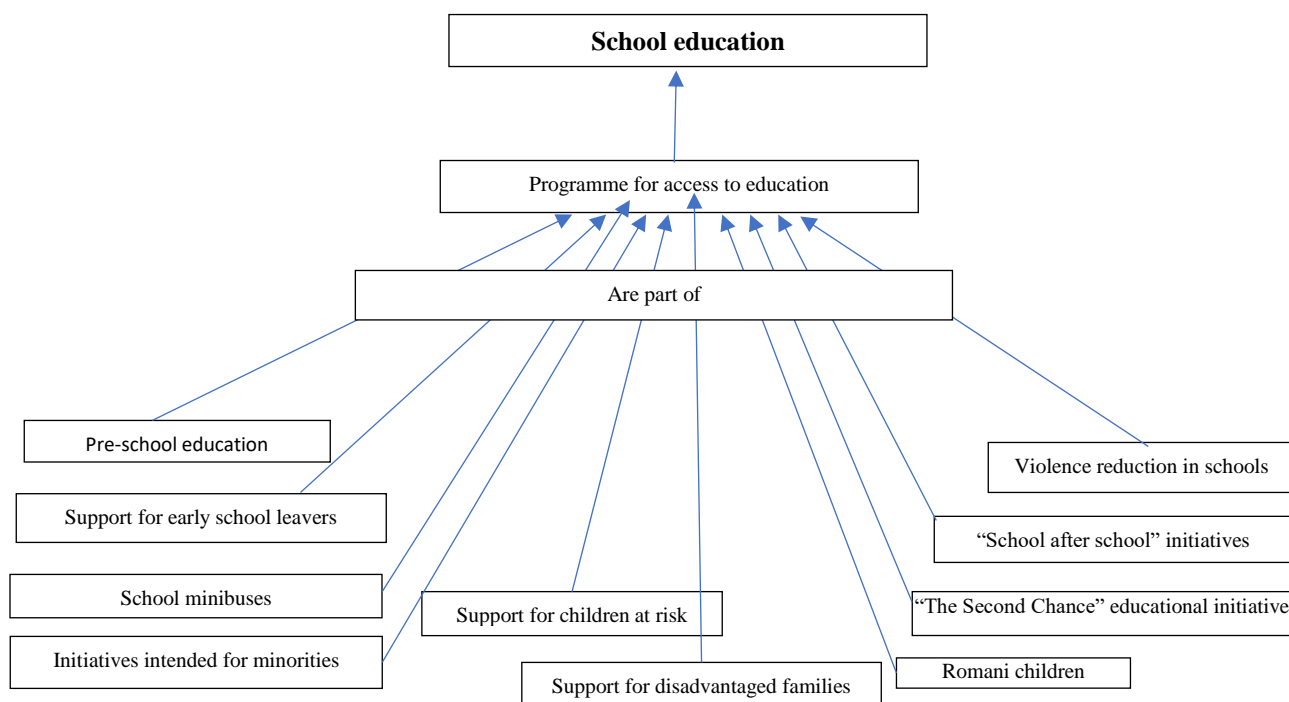 School education
Programme for access to education
Are part of
Pre-school education
Violence reduction in schools
Support for early school leavers
“School after school” initiatives
School minibuses
Support for children at risk
“The Second Chance” educational initiative
Initiatives intended for minorities
Romani children
Support for disadvantaged families